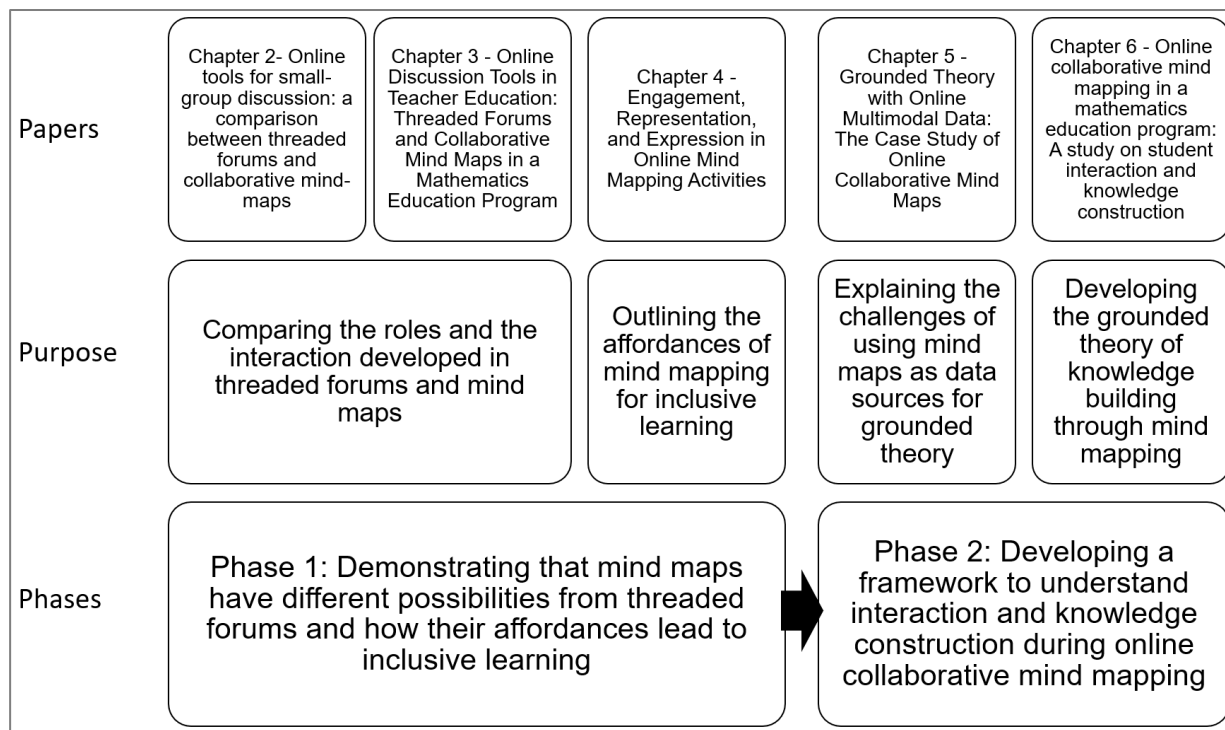 Papers
Chapter 2- Online
tools for small-
group discussion: a
comparison
between threaded
forums and
collaborative mind-
maps
Chapter 3 - Online
Discussion Tools in
Teacher Education:
Threaded Forums
and Collaborative
Mind Maps in a
Mathematics
Education Program
Chapter 4 -
Engagement,
Representation,
and Expression in
Online Mind
Mapping Activities
Chapter 5 -
Grounded Theory
with Online
Multimodal Data:
The Case Study of
Online
Collaborative Mind
Maps
Chapter 6 - Online
collaborative mind
mapping in a
mathematics
education program:
A study on student
interaction and
knowledge
construction
Purpose
Comparing the roles and the
interaction developed in
threaded forums and mind
maps
Outlining the
affordances of
mind mapping
for inclusive
learning
Explaining the
challenges of
using mind
maps as data
sources for
grounded
theory
Developing
the grounded
theory of
knowledge
building
through mind
mapping
Phases
Phase 1: Demonstrating that mind maps
have different possibilities from threaded
forums and how their affordances lead to
inclusive learning
Phase 2: Developing a
framework to understand
interaction and knowledge
construction during online
collaborative mind mapping